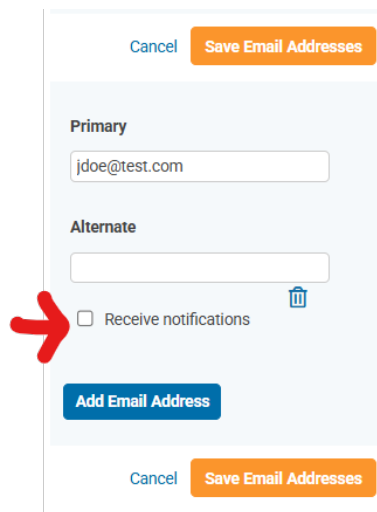 Cancel Save Email Addresses
Primary
jdoe@test.com
Alternate
Receive notifications
Add Email Address
Cancel Save Email Addresses